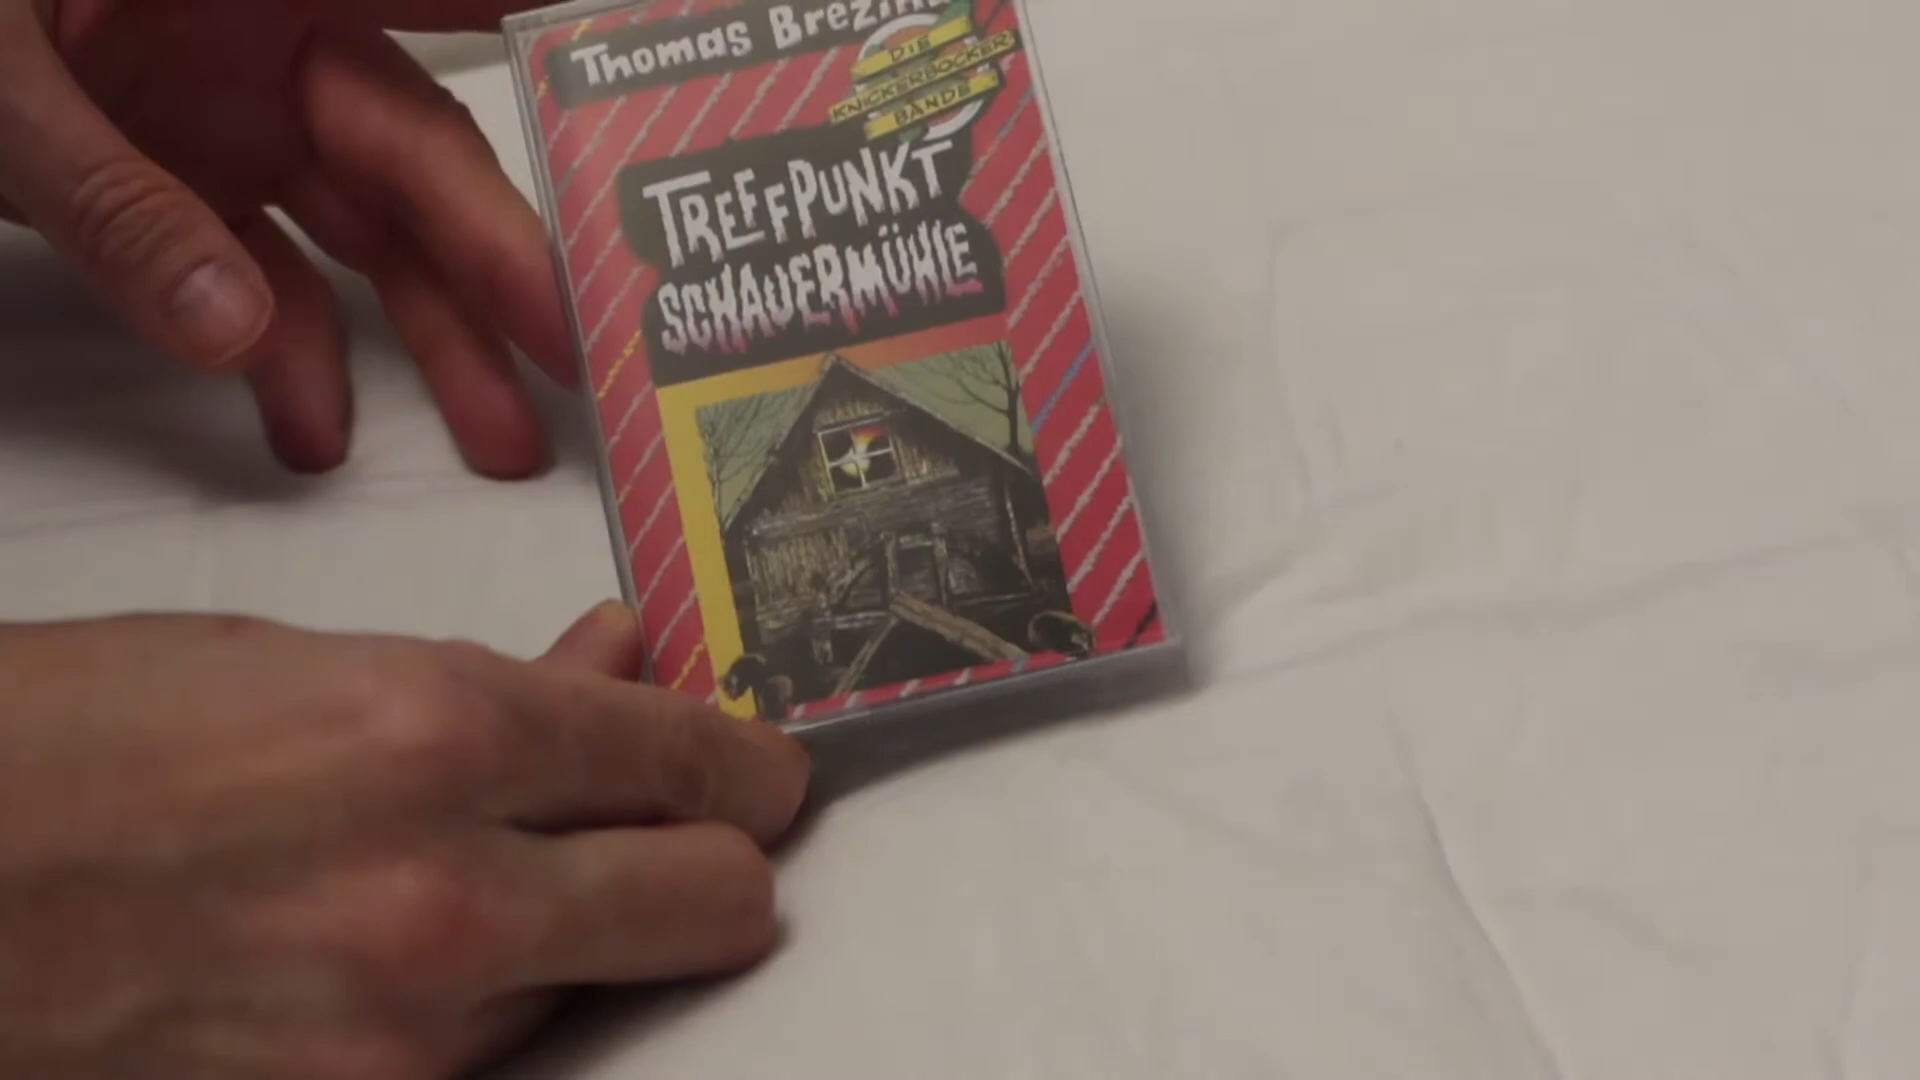 Thomas Brezina
DIE
KNICKERBOCKER
BANDE
TREFFPUNKT
SCHAUERMÜHLE